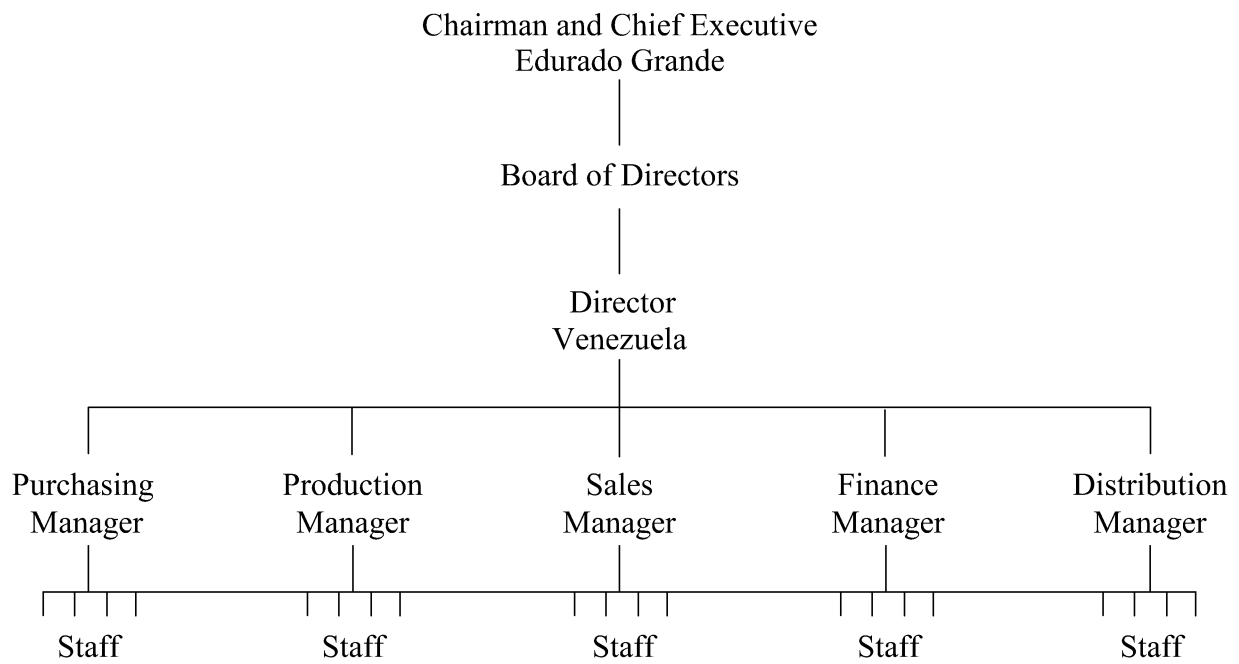 Chairman and Chief Executive
Edurado Grande
Board of Directors
Director
Venezuela
Purchasing
Manager
Production
Manager
Sales
Manager
Finance
Manager
Distribution
Manager
Staff
Staff
Staff
Staff
Staff